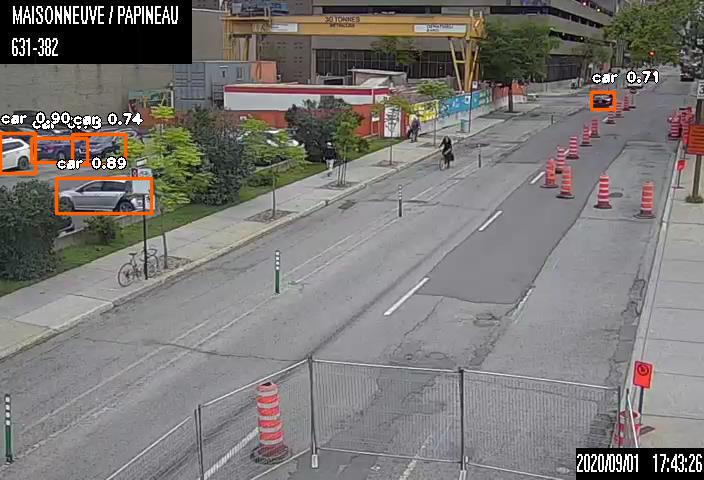 MAISONNEUVE / PAPINEAU
631-382
30 TONNES
car 0.71
car 0.90
car 0.74
car 0.89
2020/09/01 17:43:26